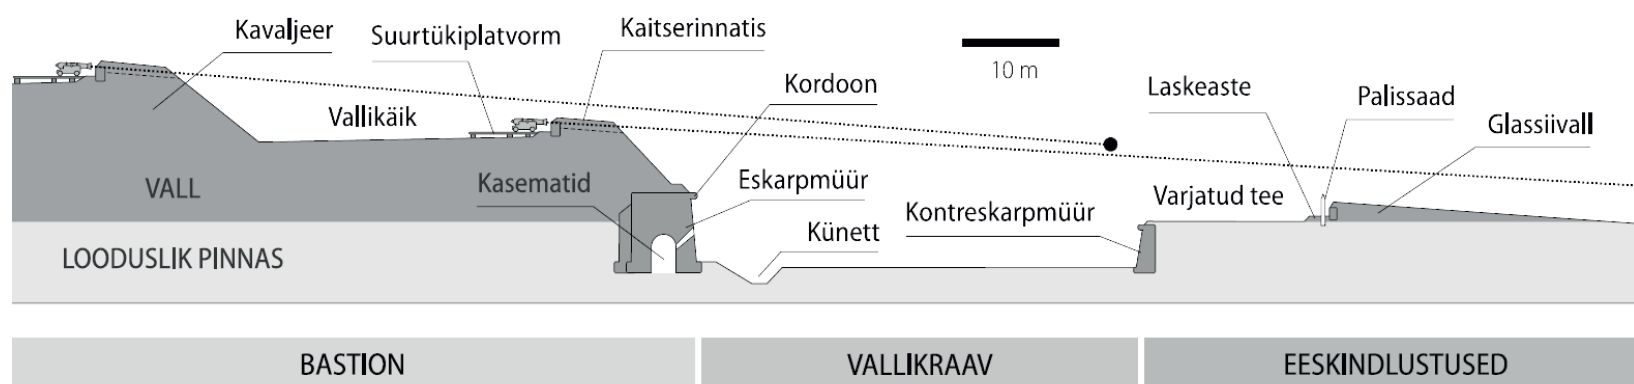 Kavaljeer
Suurtükiplatvorm
Kaitserinnatis
10 m
Kordoon
Laskeaste
Palissaad
Glassiivall
Vallikäik
VALL
Kasematid
Eskarpmüür
Künett
Kontreskarpmüür
Varjatud tee
LOODUSLIK PINNAS
BASTION
VALLIKRAAV
EESKINDLUSTUSED